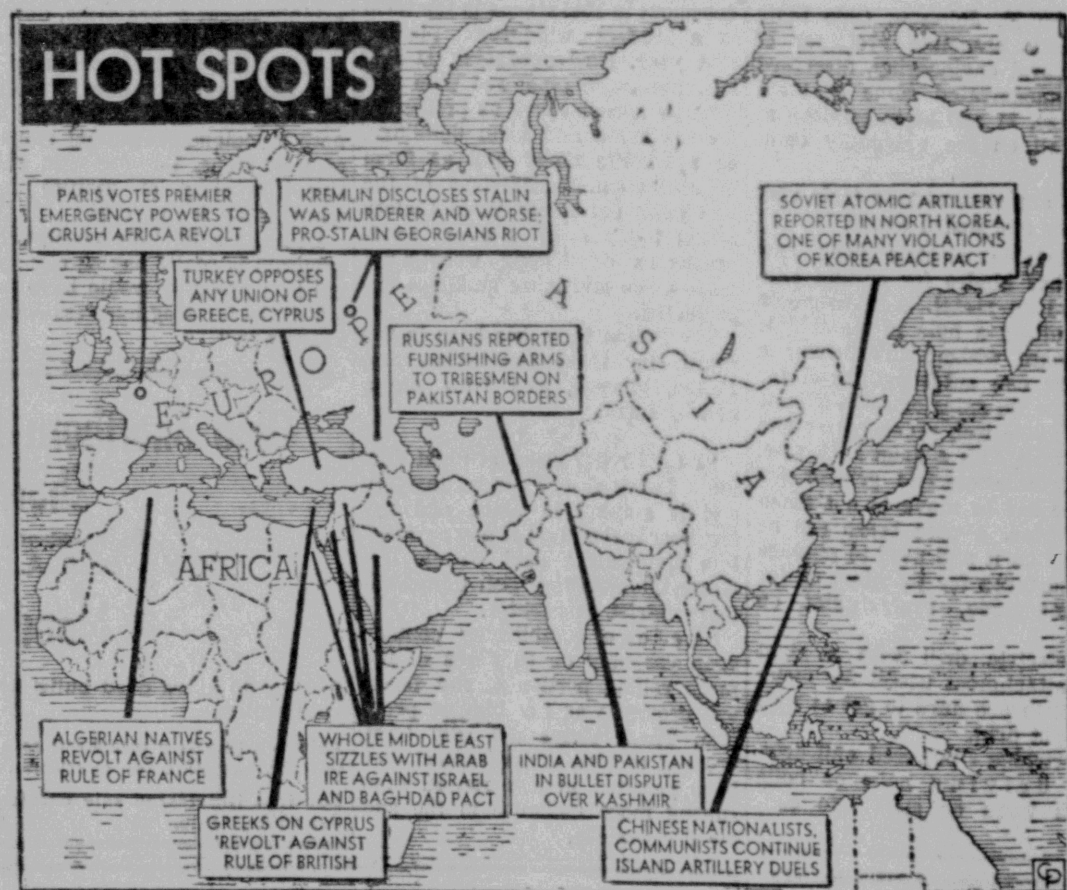 HOT SPOTS
PARIS VOTES PREMIER
EMERGENCY POWERS TO
CRUSH AFRICA REVOLT
KREMLIN DISCLOSES STALIN
WAS MURDERER AND WORSE;
PRO-STALIN GEORGIANS RIOT
SOVIET ATOMIC ARTILLERY
REPORTED IN NORTH KOREA,
ONE OF MANY VIOLATIONS
OF KOREA PEACE PACT
TURKEY OPPOSES
ANY UNION OF
GREECE, CYPRUS
RUSSIANS REPORTED
FURNISHING ARMS
TO TRIBESMEN ON
PAKISTAN BORDERS
EUROPE
ASIA
AFRICA
ALGERIAN NATIVES
REVOLT AGAINST
RULE OF FRANCE
WHOLE MIDDLE EAST
SIZZLES WITH ARAB
IRE AGAINST ISRAEL
AND BAGHDAD PACT
INDIA AND PAKISTAN
IN BULLET DISPUTE
OVER KASHMIR
GREEKS ON CYPRUS
'REVOLT' AGAINST
RULE OF BRITISH
CHINESE NATIONALISTS,
COMMUNISTS CONTINUE
ISLAND ARTILLERY DUELS
CP